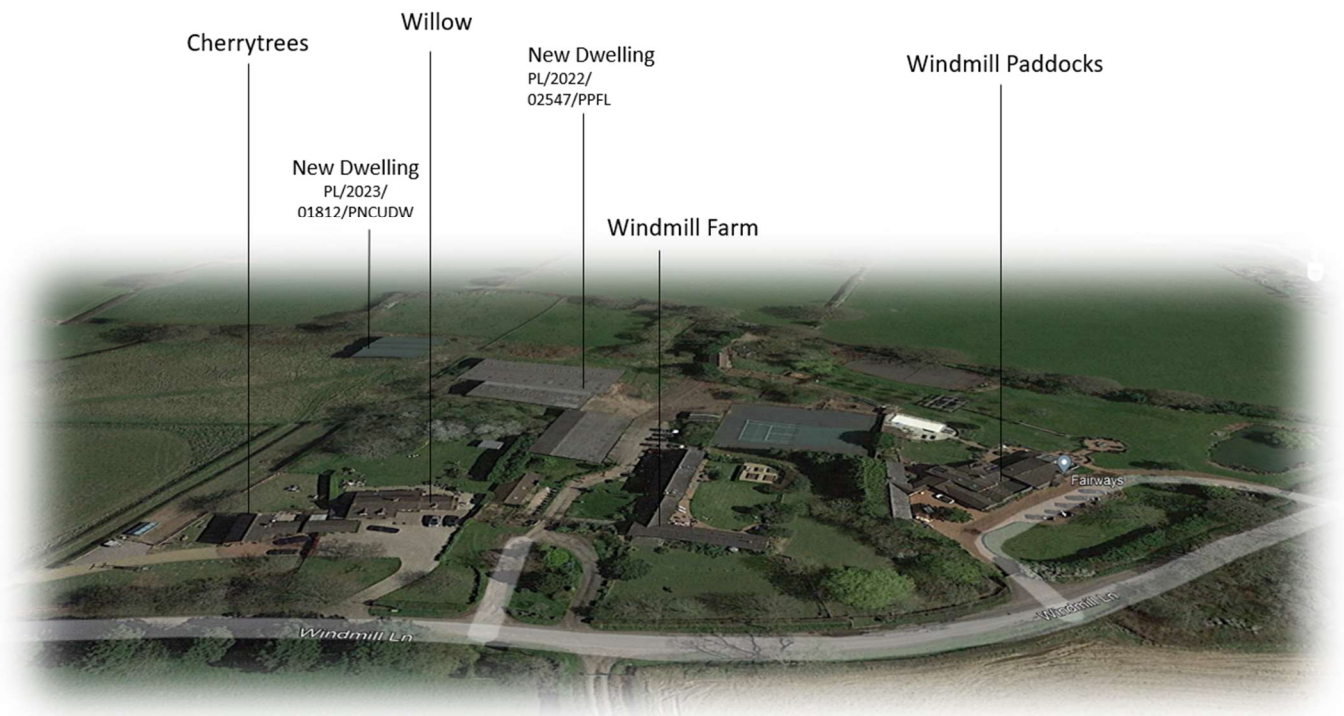 Willow
Cherrytrees
New Dwelling
PL/2022/
02547/PPFL
Windmill Paddocks
New Dwelling
PL/2023/
01812/PNCUDW
Windmill Farm
Fairways
Windmill Ln
Windmill Ln